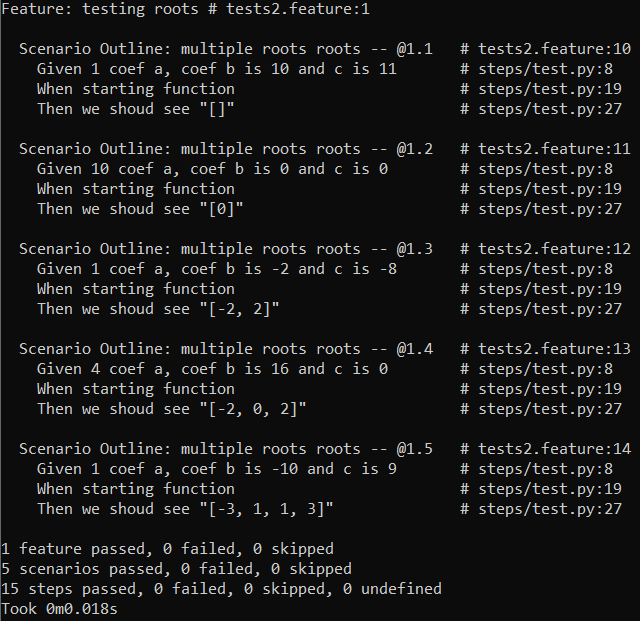 Feature: testing roots # tests2.feature:1
Scenario Outline: multiple roots roots -- @1.1 # tests2.feature:10
Given 1 coef a, coef b is 10 and c is 11 # steps/test.py:8
When starting function # steps/test.py:19
Then we shoud see "[]" # steps/test.py:27
Scenario Outline: multiple roots roots -- @1.2 # tests2.feature:11
Given 10 coef a, coef b is 0 and c is 0 # steps/test.py:8
When starting function # steps/test.py:19
Then we shoud see "[0]" # steps/test.py:27
Scenario Outline: multiple roots roots -- @1.3 # tests2.feature:12
Given 1 coef a, coef b is -2 and c is -8 # steps/test.py:8
When starting function # steps/test.py:19
Then we shoud see "[-2, 2]" # steps/test.py:27
Scenario Outline: multiple roots roots -- @1.4 # tests2.feature:13
Given 4 coef a, coef b is 16 and c is 0 # steps/test.py:8
When starting function # steps/test.py:19
Then we shoud see "[-2, 0, 2]" # steps/test.py:27
Scenario Outline: multiple roots roots -- @1.5 # tests2.feature:14
Given 1 coef a, coef b is -10 and c is 9 # steps/test.py:8
When starting function # steps/test.py:19
Then we shoud see "[-3, 1, 1, 3]" # steps/test.py:27
1 feature passed, 0 failed, 0 skipped
5 scenarios passed, 0 failed, 0 skipped
15 steps passed, 0 failed, 0 skipped, 0 undefined
Took 0m0.018s